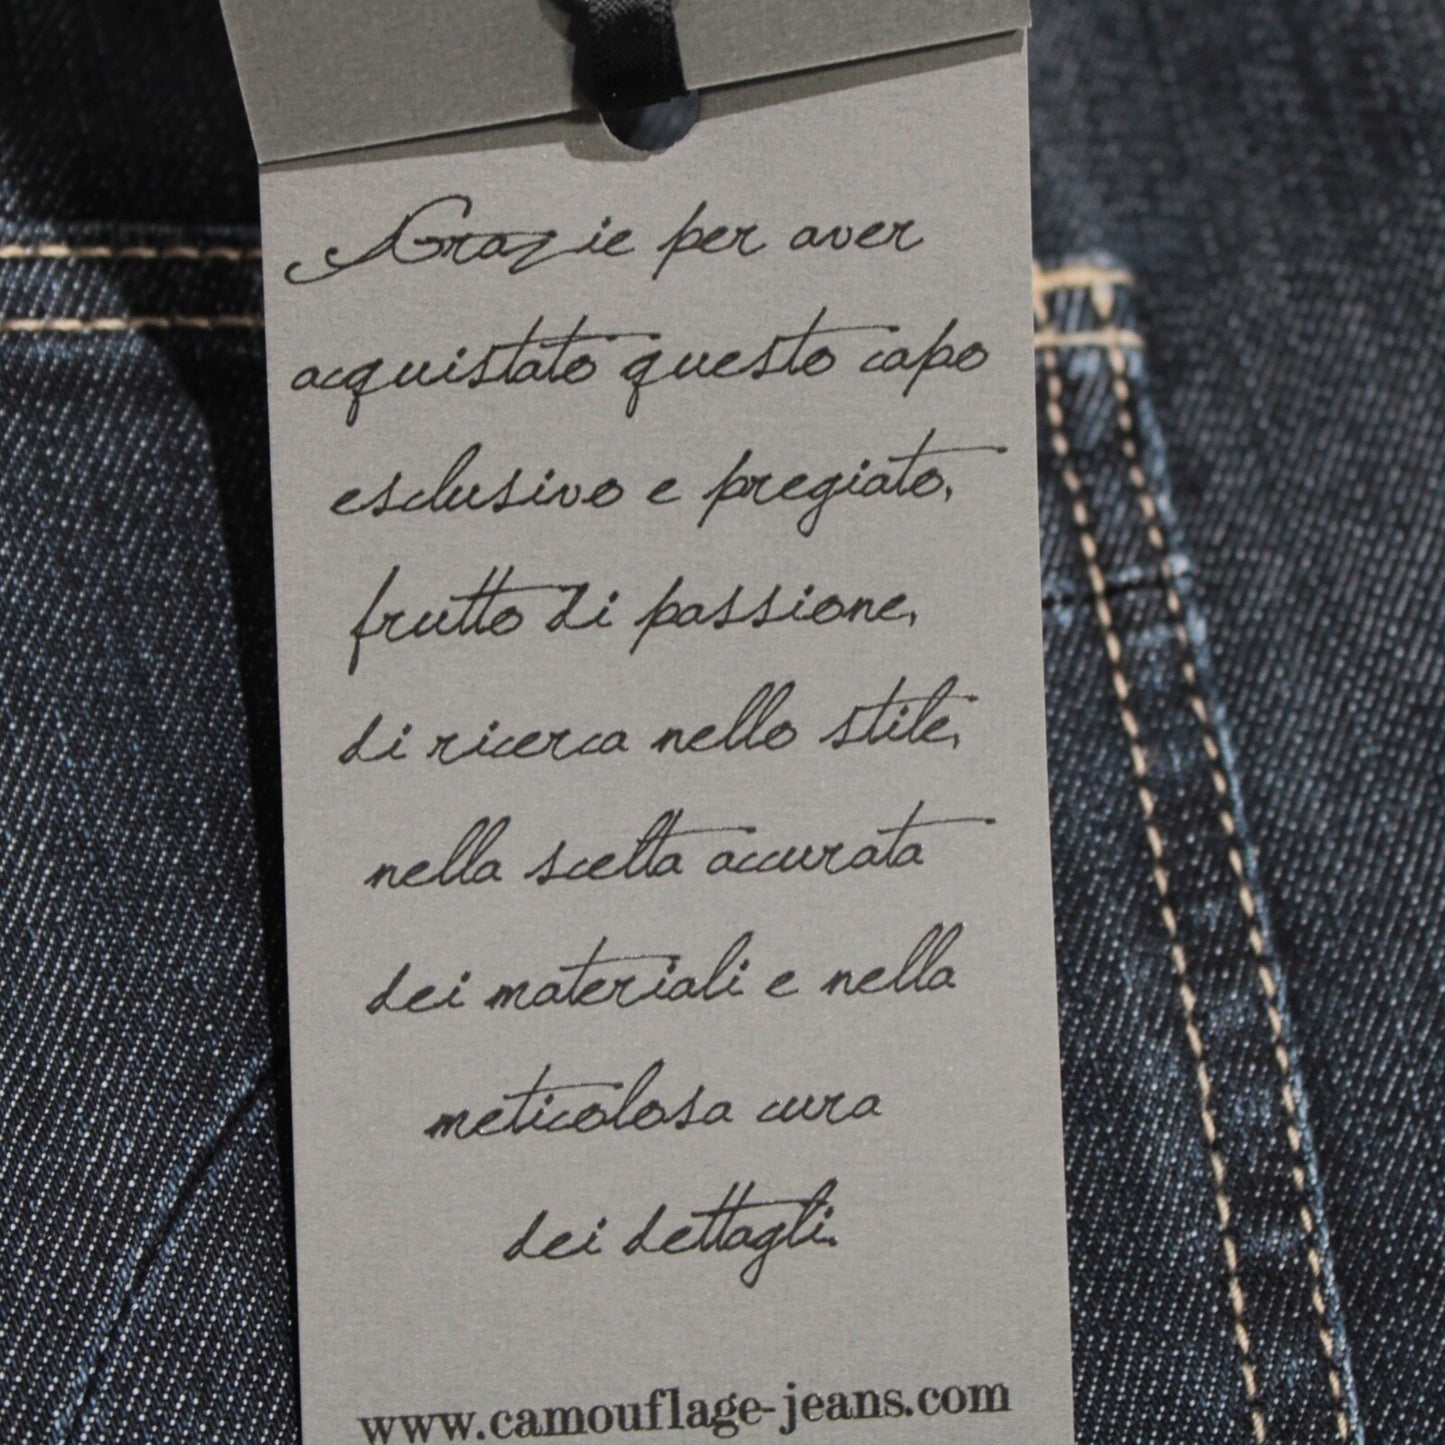 Grazie per aver
acquistato questo capo
esclusivo e pregiato,
frutto di passione,
di ricerca nello stile,
nella scelta accurata
dei materiali e nella
meticolosa cura
dei dettagli.
www.camouflage-jeans.com